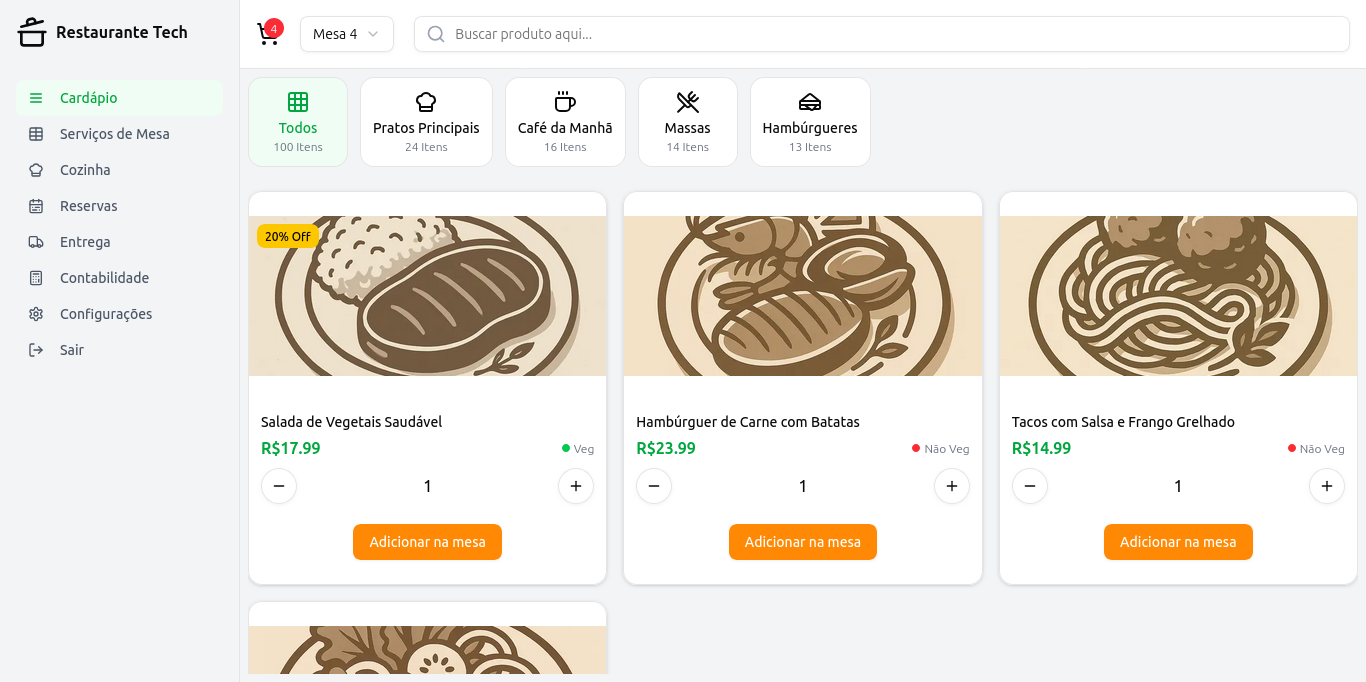 Restaurante Tech
4
Mesa 4
Buscar produto aqui...
Cardápio
Serviços de Mesa
Cozinha
Reservas
Entrega
Contabilidade
Configurações
Sair
Todos
100 Itens
Pratos Principais
24 Itens
Café da Manhã
16 Itens
Massas
14 Itens
Hambúrgueres
13 Itens
20% Off
Salada de Vegetais Saudável
R$17.99
Veg
1
Adicionar na mesa
Hambúrguer de Carne com Batatas
R$23.99
Não Veg
1
Adicionar na mesa
Tacos com Salsa e Frango Grelhado
R$14.99
Não Veg
1
Adicionar na mesa